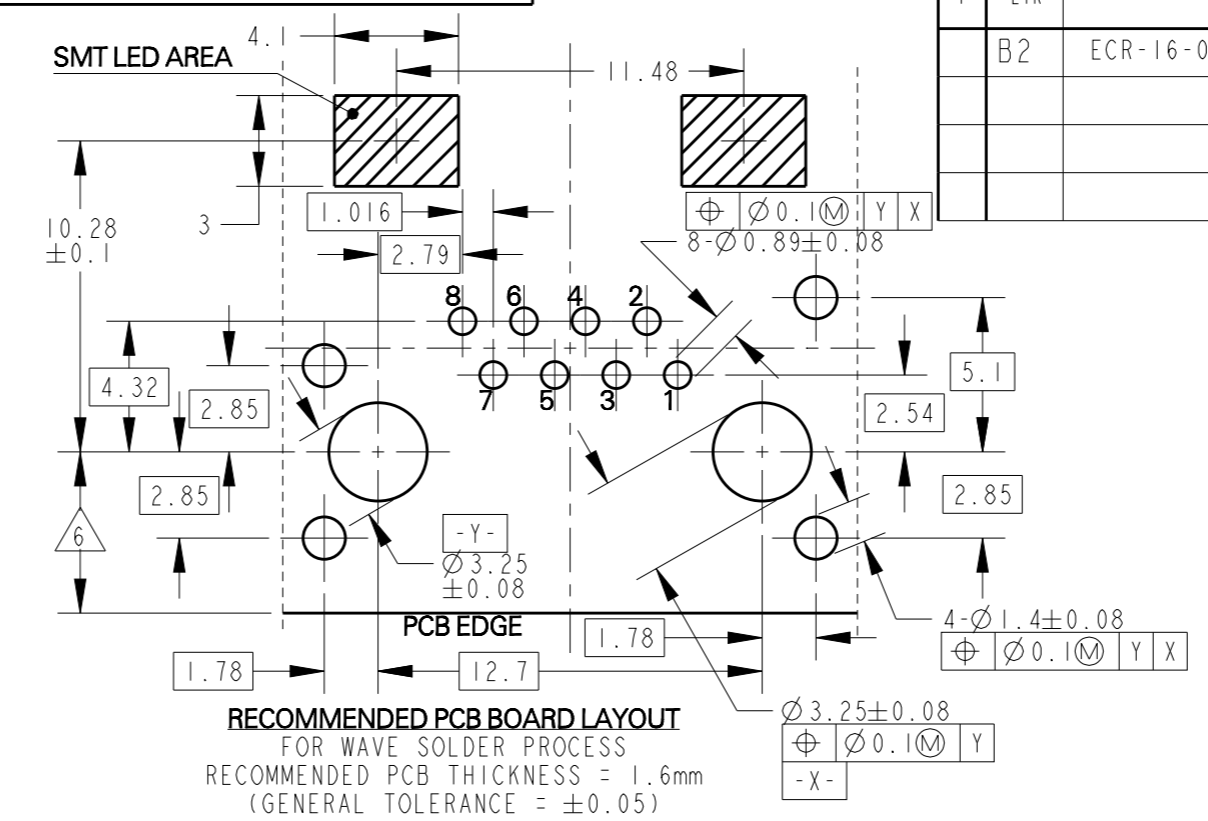 B2 ECR-16-0
4.1
SMT LED AREA
11.48
10.28
±0.1
3
1.016
⌖ Ø0.1Ⓜ Y X
8-Ø0.89±0.08
2.79
8 6 4 2
4.32
2.85
5.1
7 5 3 1
2.54
2.85
2.85
6
-Y-
Ø3.25
±0.08
PCB EDGE
4-Ø1.4±0.08
⌖ Ø0.1Ⓜ Y X
1.78
1.78
12.7
Ø3.25±0.08
⌖ Ø0.1Ⓜ Y
-X-
RECOMMENDED PCB BOARD LAYOUT
FOR WAVE SOLDER PROCESS
RECOMMENDED PCB THICKNESS = 1.6mm
(GENERAL TOLERANCE = ±0.05)